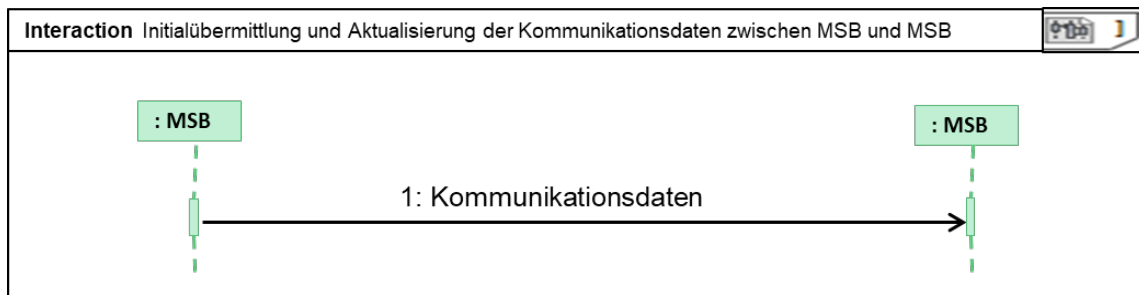 Interaction Initialübermittlung und Aktualisierung der Kommunikationsdaten zwischen MSB und MSB
: MSB
: MSB
1: Kommunikationsdaten